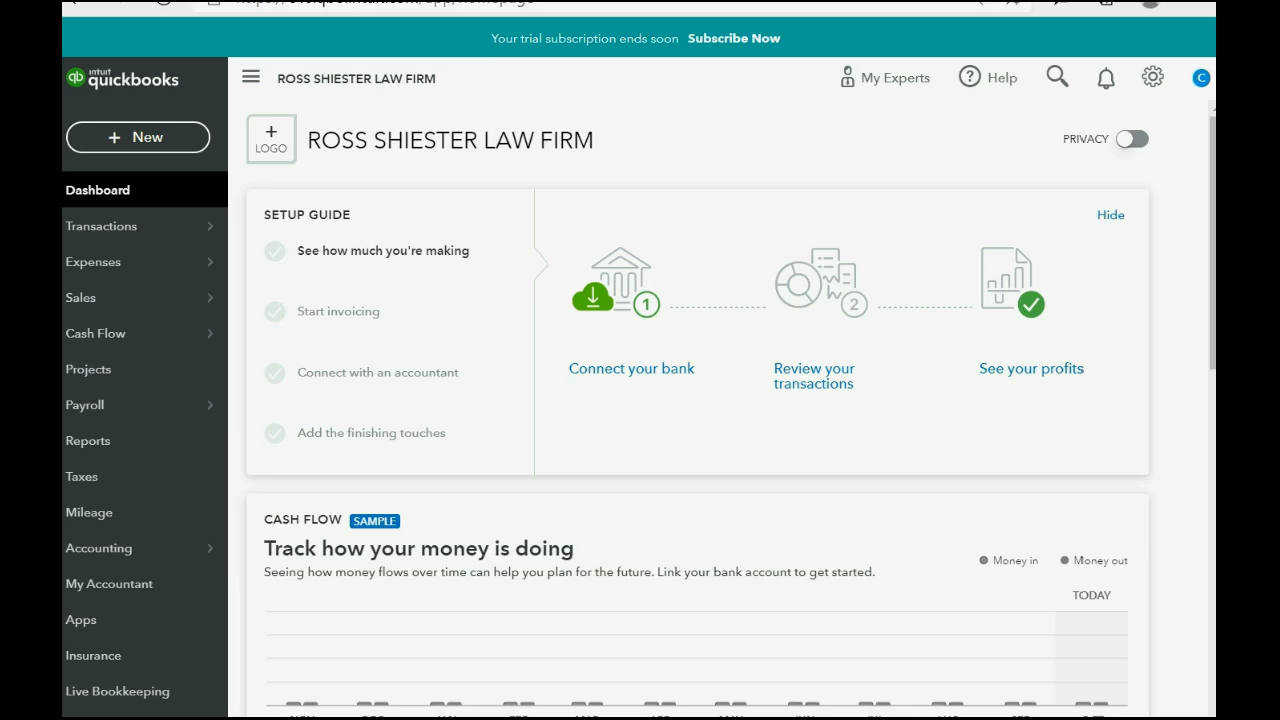 Your trial subscription ends soon Subscribe Now
intuit
quickbooks
ROSS SHIESTER LAW FIRM
My Experts
Help
C
+ New
+
LOGO
ROSS SHIESTER LAW FIRM
PRIVACY
Dashboard
Transactions
Expenses
Sales
Cash Flow
Projects
Payroll
Reports
Taxes
Mileage
Accounting
My Accountant
Apps
Insurance
Live Bookkeeping
SETUP GUIDE
Hide
See how much you're making
Start invoicing
Connect with an accountant
Add the finishing touches
1
2
Connect your bank
Review your
transactions
See your profits
CASH FLOW SAMPLE
Track how your money is doing
Seeing how money flows over time can help you plan for the future. Link your bank account to get started.
Money in
Money out
TODAY